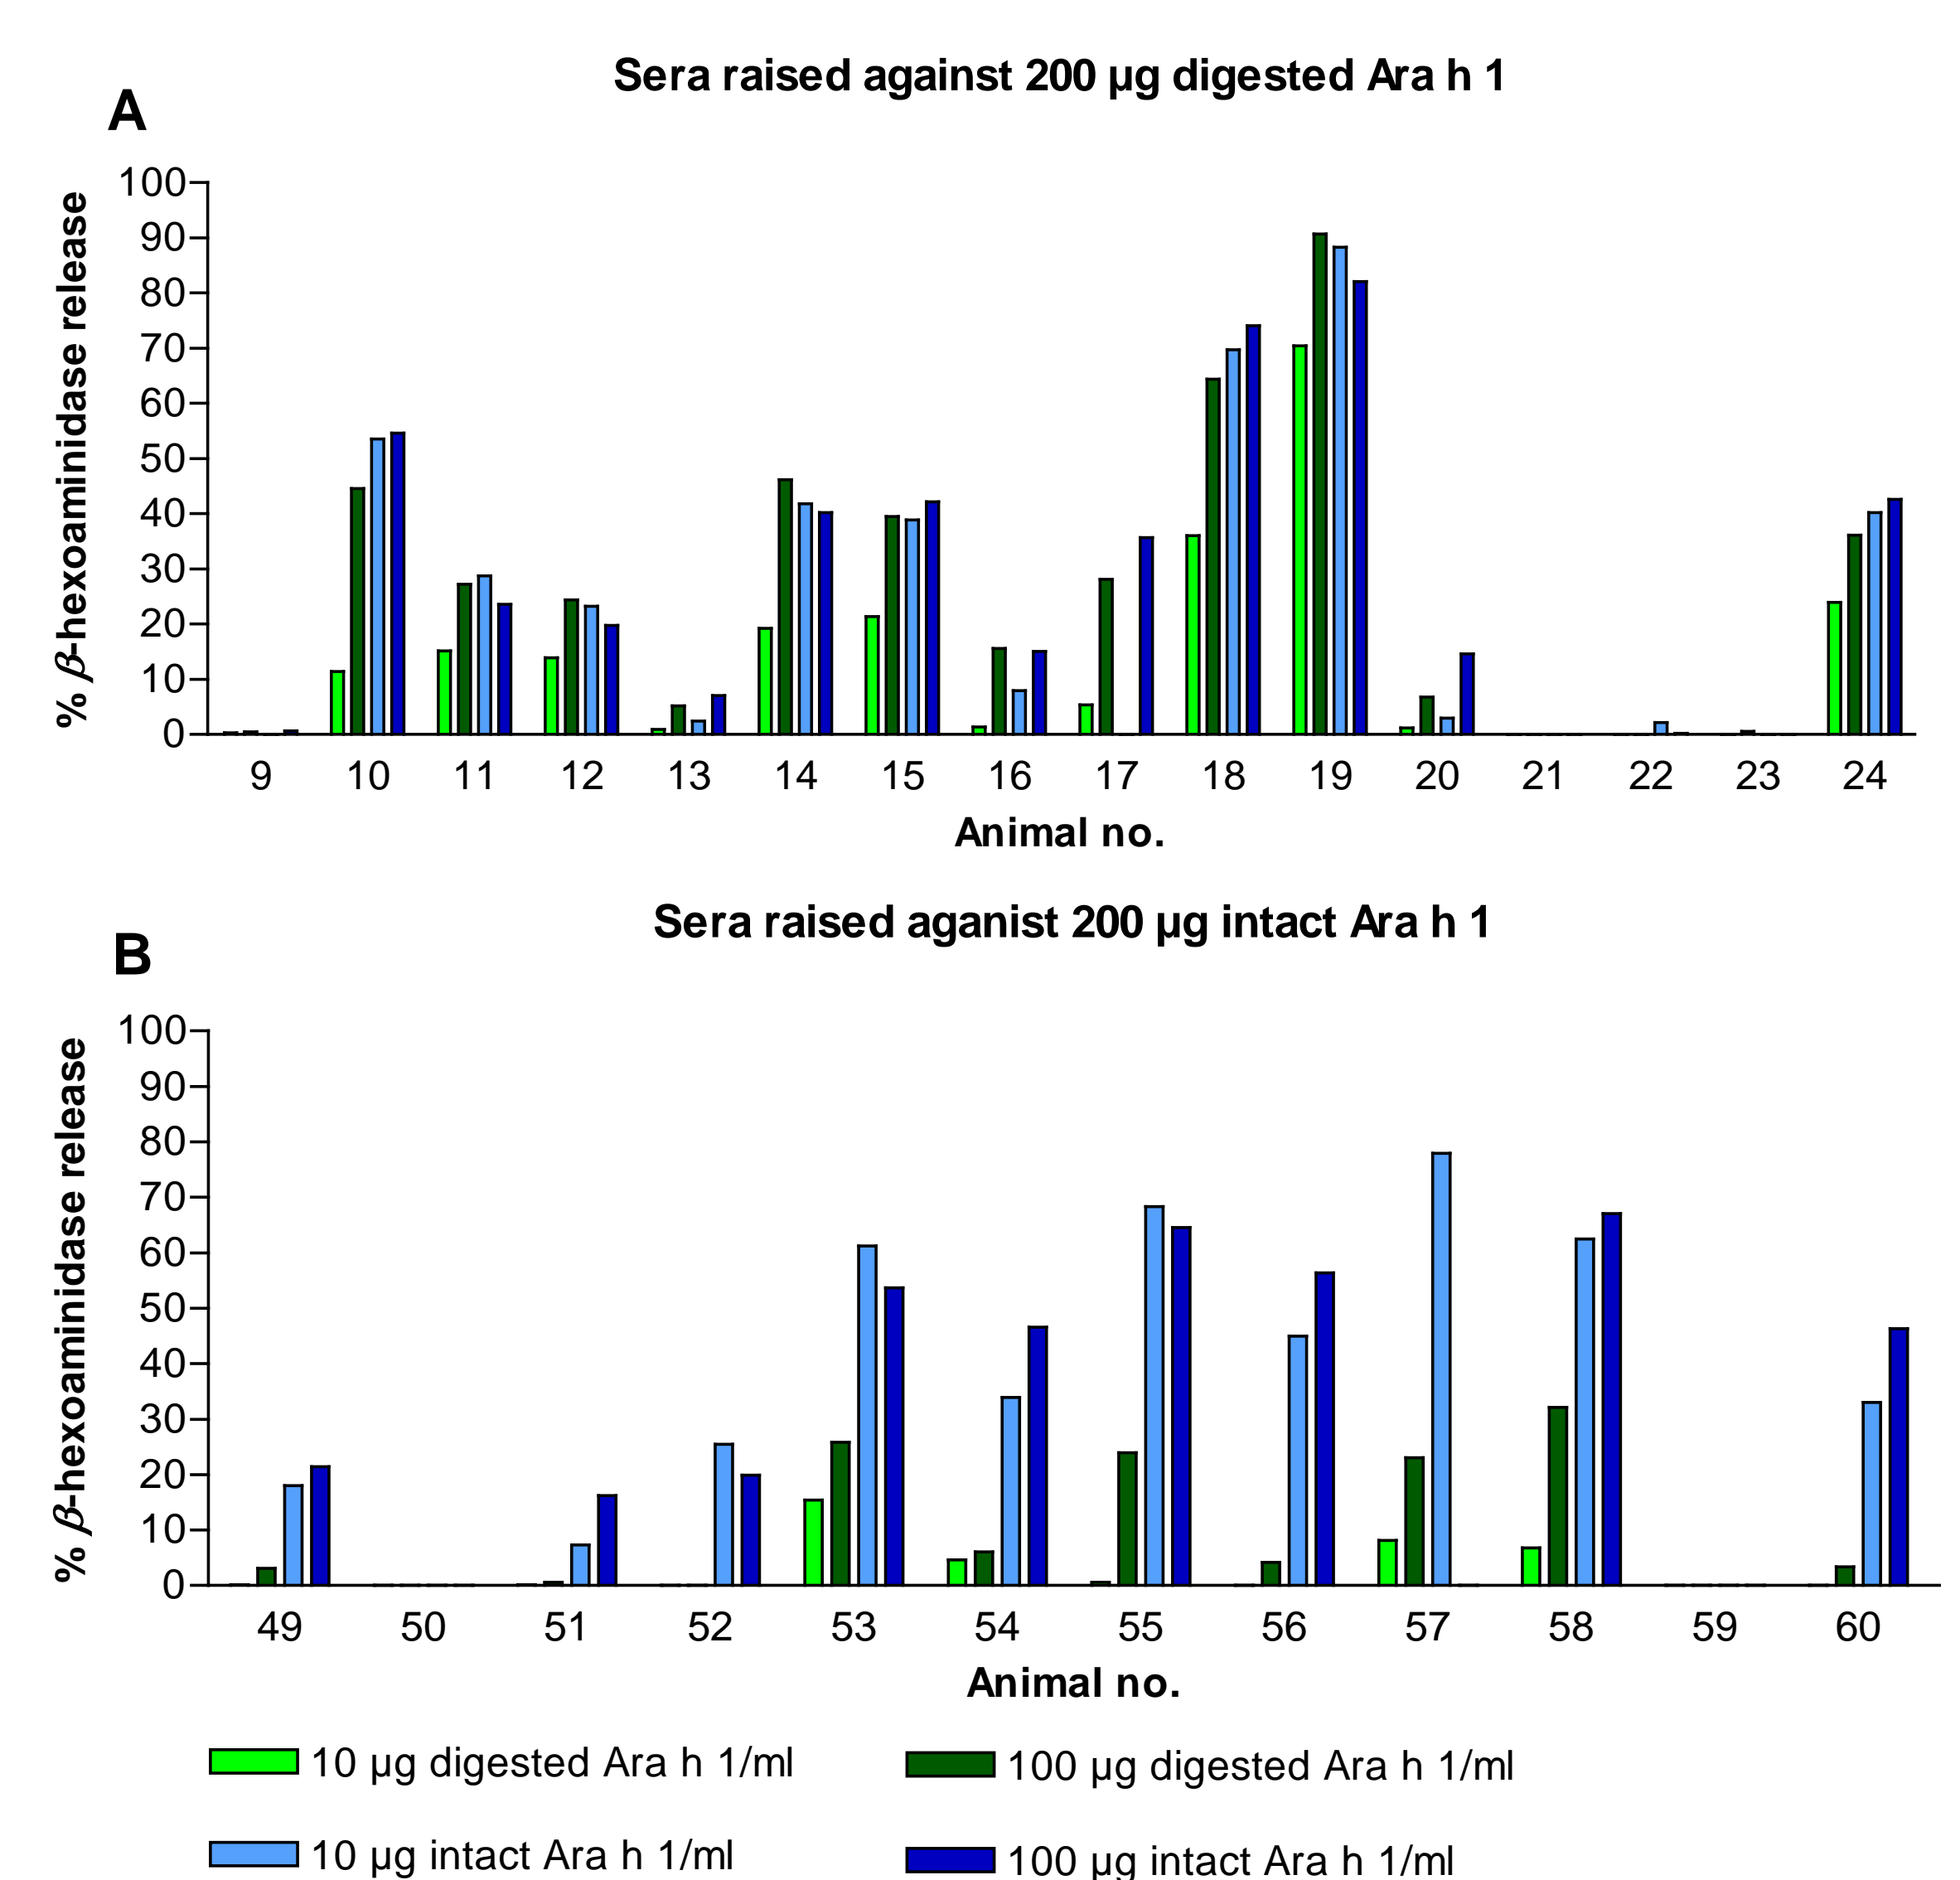 Sera raised against 200 µg digested Ara h 1
A
% β-hexoaminidase release
100
90
80
70
60
50
40
30
20
10
0
9 10 11 12 13 14 15 16 17 18 19 20 21 22 23 24
Animal no.
Sera raised aganist 200 µg intact Ara h 1
B
% β-hexoaminidase release
100
90
80
70
60
50
40
30
20
10
0
49 50 51 52 53 54 55 56 57 58 59 60
Animal no.
10 µg digested Ara h 1/ml
100 µg digested Ara h 1/ml
10 µg intact Ara h 1/ml
100 µg intact Ara h 1/ml